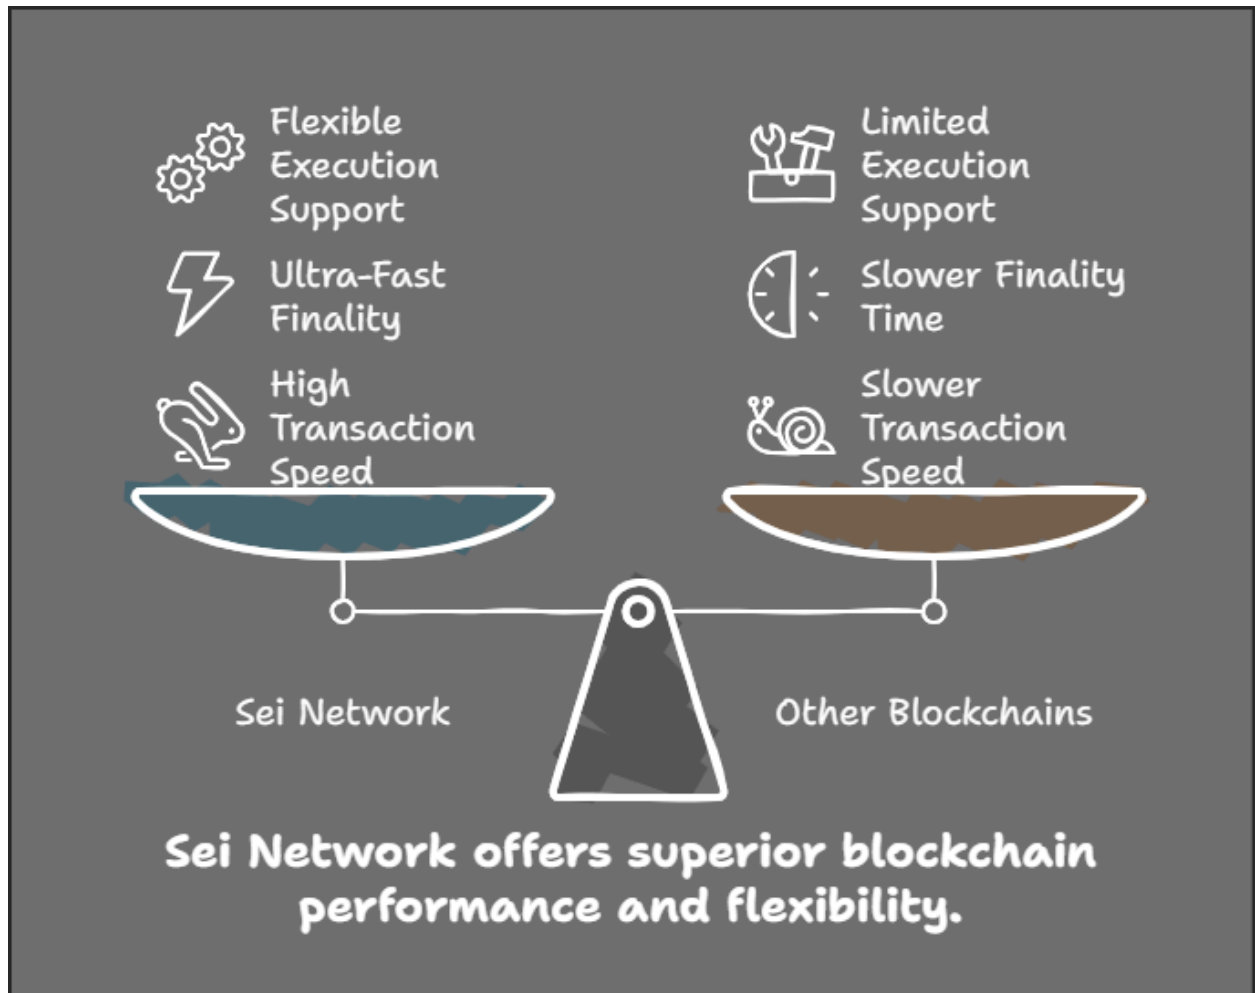 Flexible
Execution
Support
Ultra-Fast
Finality
High
Transaction
Speed
Limited
Execution
Support
Slower Finality
Time
Slower
Transaction
Speed
Sei Network
Other Blockchains
Sei Network offers superior blockchain
performance and flexibility.